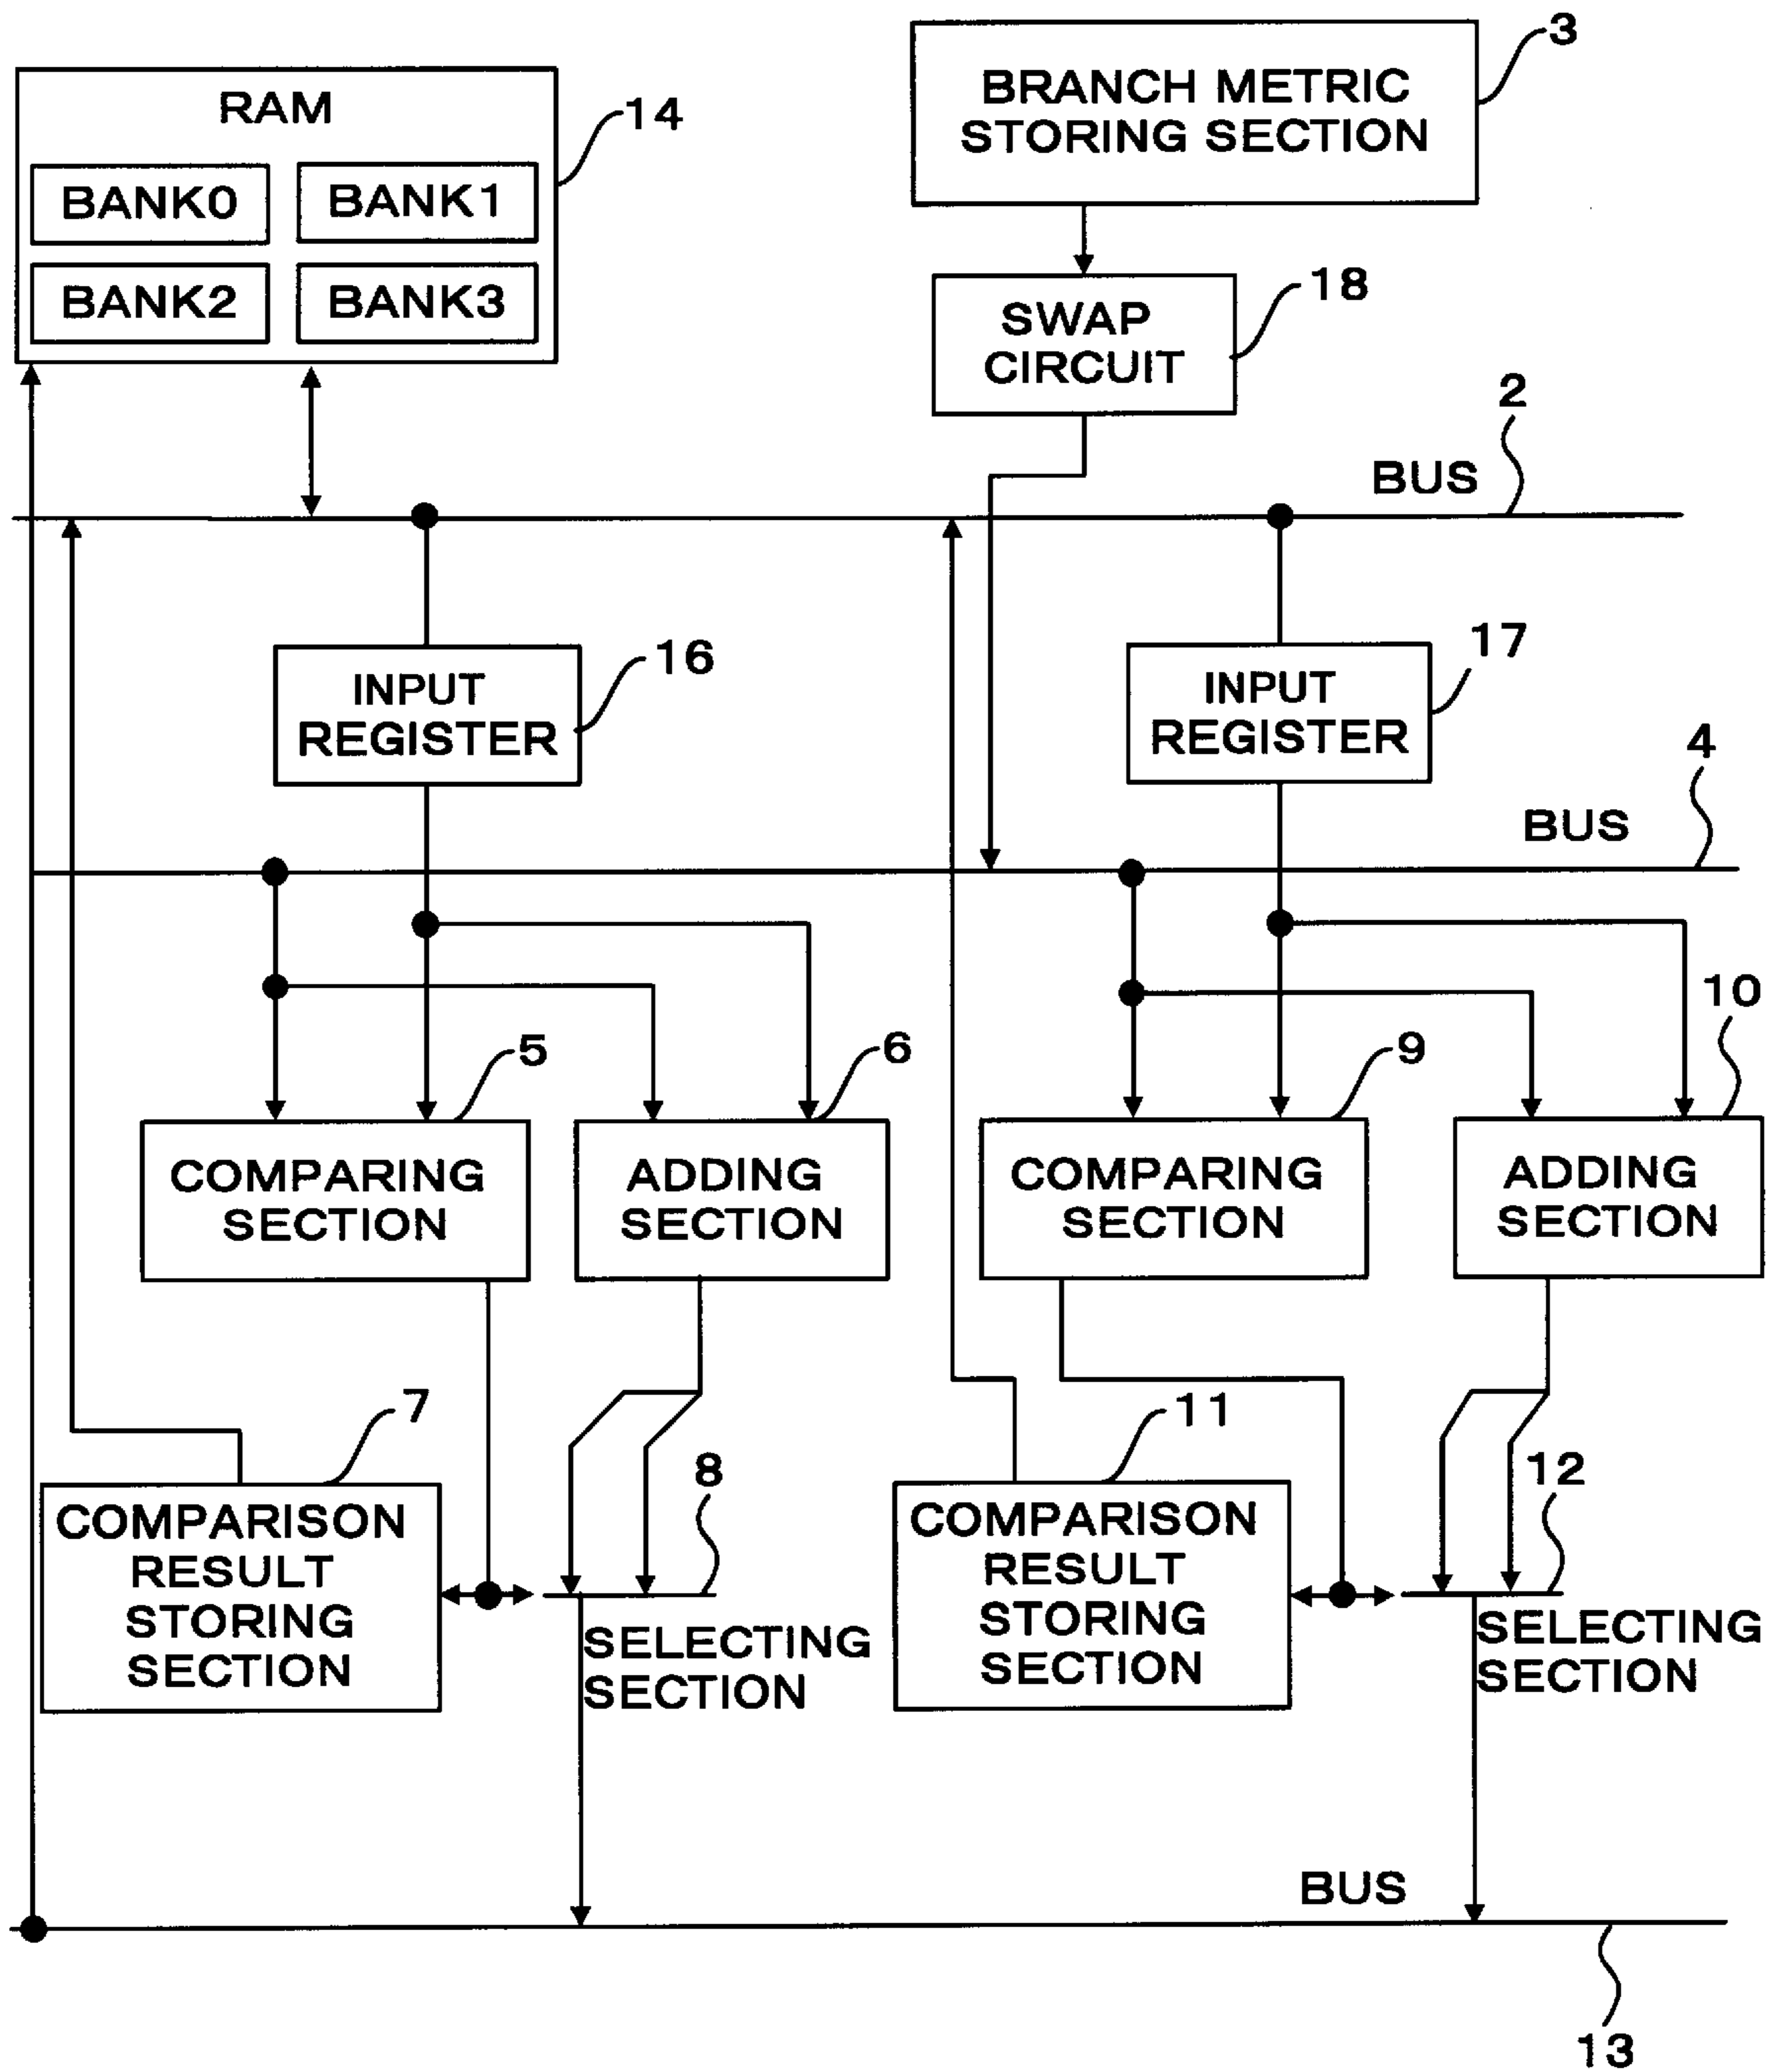 3
BRANCH METRIC
STORING SECTION
RAM
14
BANK0
BANK1
BANK2
BANK3
18
SWAP
CIRCUIT
2
BUS
16
INPUT
REGISTER
17
INPUT
REGISTER
4
BUS
10
5
6
9
COMPARING
SECTION
ADDING
SECTION
COMPARING
SECTION
ADDING
SECTION
7
11
8
12
COMPARISON
RESULT
STORING
SECTION
SELECTING
SECTION
COMPARISON
RESULT
STORING
SECTION
SELECTING
SECTION
BUS
13